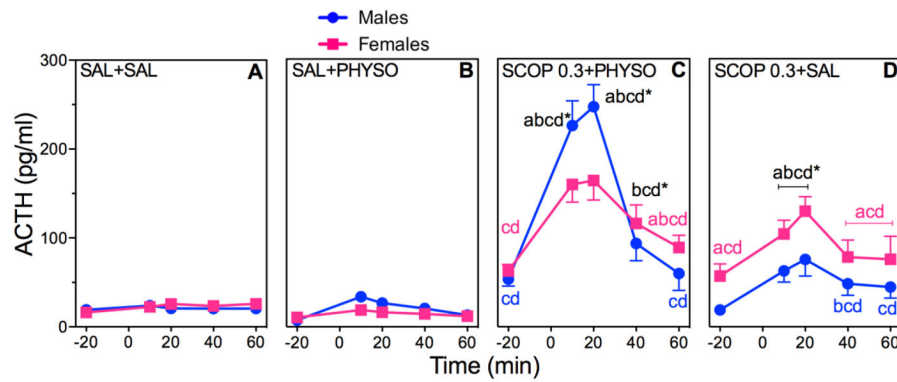 Males
Females
SAL+SAL A
SAL+PHYSO B
SCOP 0.3+PHYSO C
SCOP 0.3+SAL D
ACTH (pg/ml)
300
200
100
0
abcd*
abcd*
bcd*
abcd
cd
cd
cd
abcd*
acd
acd
bcd
cd
-20 0 20 40 60
-20 0 20 40 60
-20 0 20 40 60
-20 0 20 40 60
Time (min)